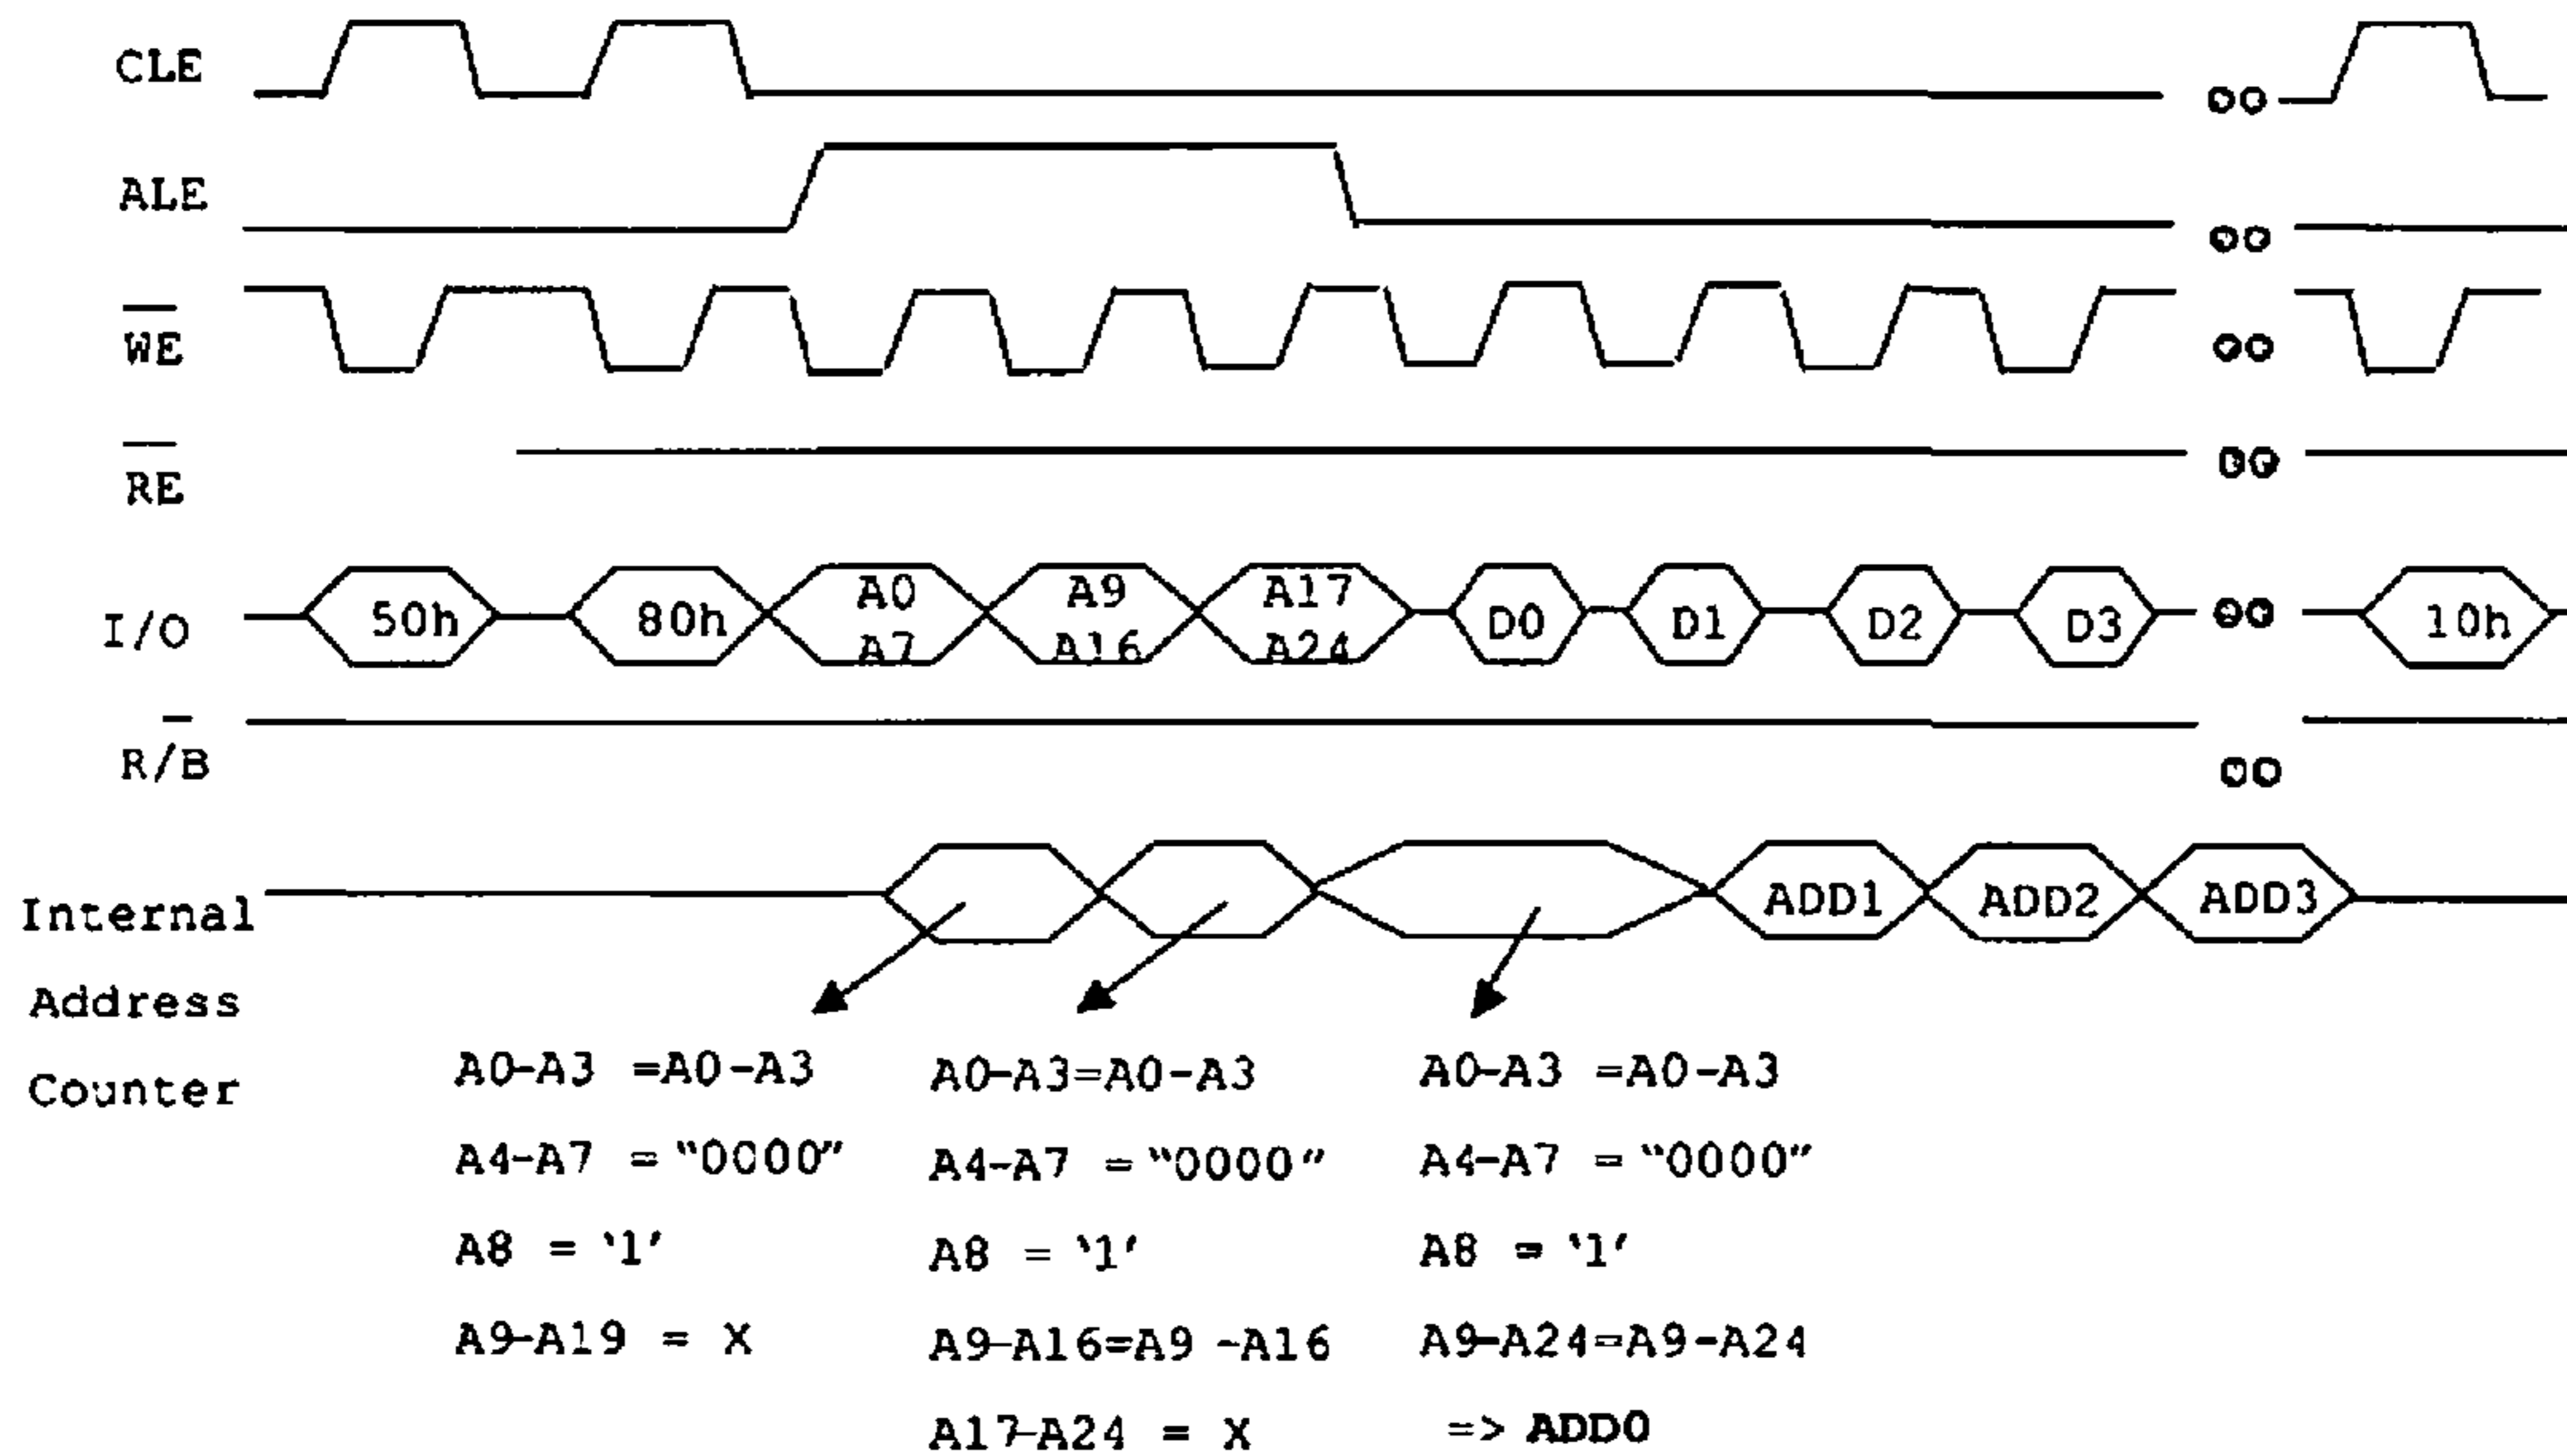 CLE
ALE
WE
RE
I/O 50h 80h A0 A7 A9 A16 A17 A24 D0 D1 D2 D3 10h
R/B
ADD1 ADD2 ADD3
Internal
Address
Counter
A0-A3 =A0-A3
A4-A7 = "0000"
A8 = '1'
A9-A19 = X
A0-A3=A0-A3
A4-A7 = "0000"
A8 = '1'
A9-A16=A9 -A16
A17-A24 = X
A0-A3 =A0-A3
A4-A7 = "0000"
A8 = '1'
A9-A24=A9-A24
=> ADD0